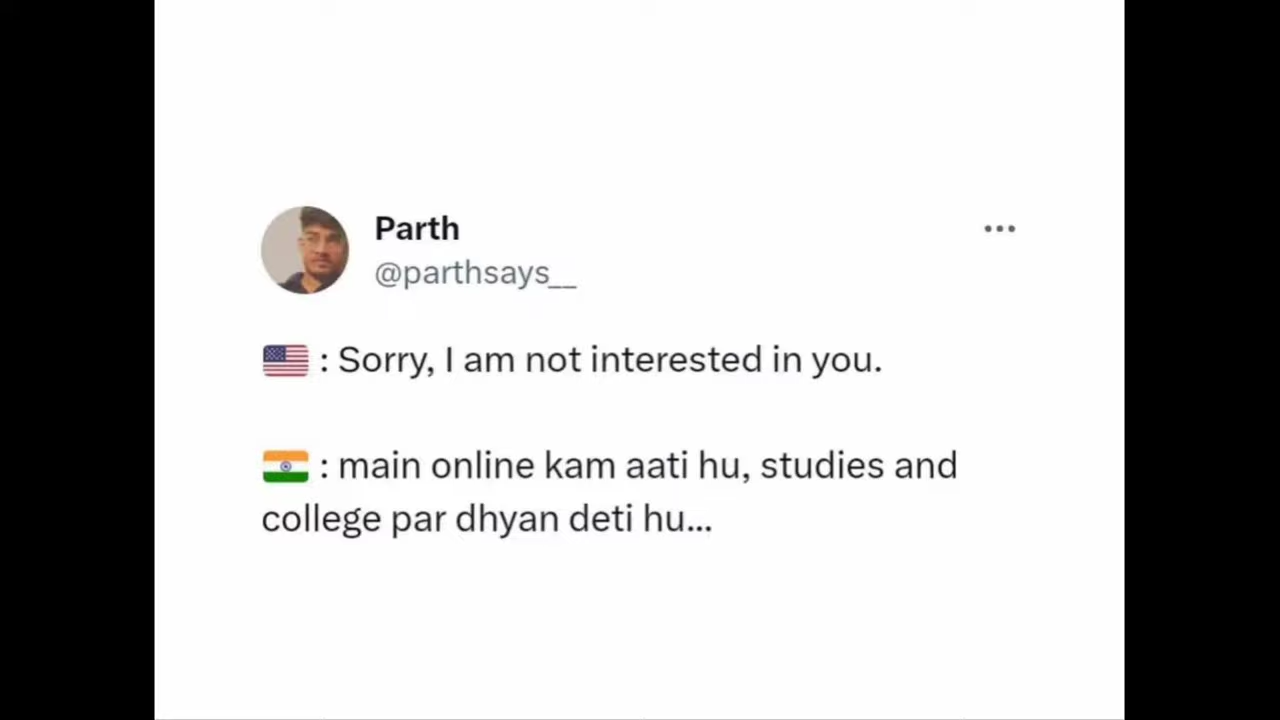 Parth
@parthsays__
🇺🇸 : Sorry, I am not interested in you.
🇮🇳 : main online kam aati hu, studies and
college par dhyan deti hu...